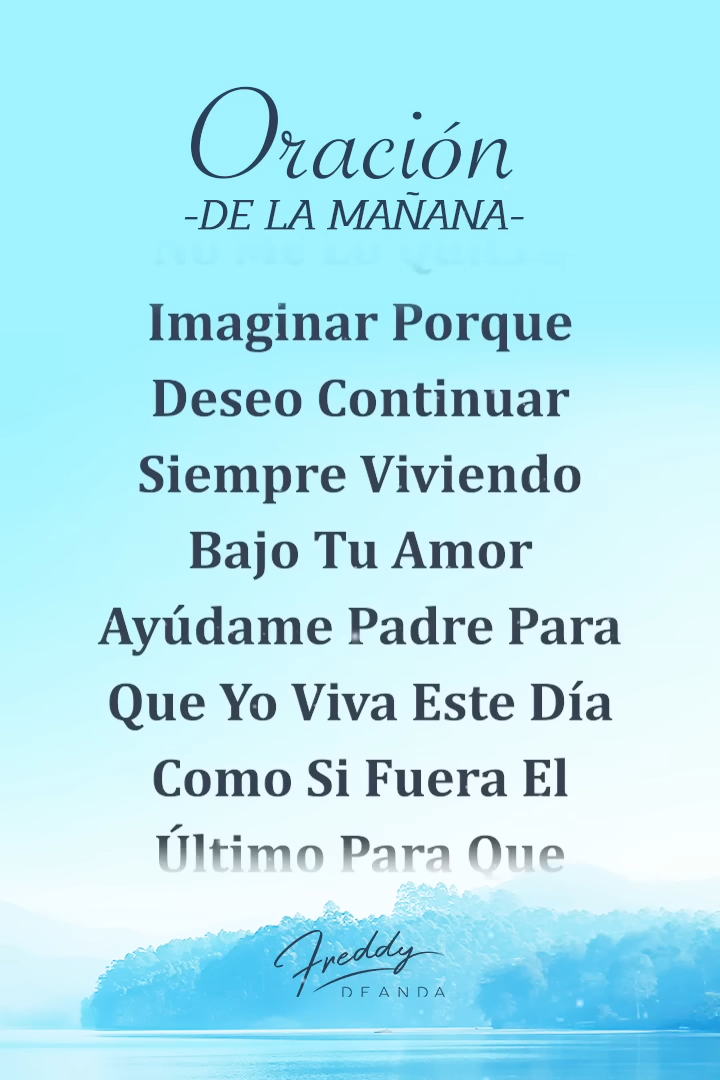 Oración
-DE LA MAÑANA-
Imaginar Porque
Deseo Continuar
Siempre Viviendo
Bajo Tu Amor
Ayúdame Padre Para
Que Yo Viva Este Día
Como Si Fuera El
Último Para Que
Freddy
DEANDA